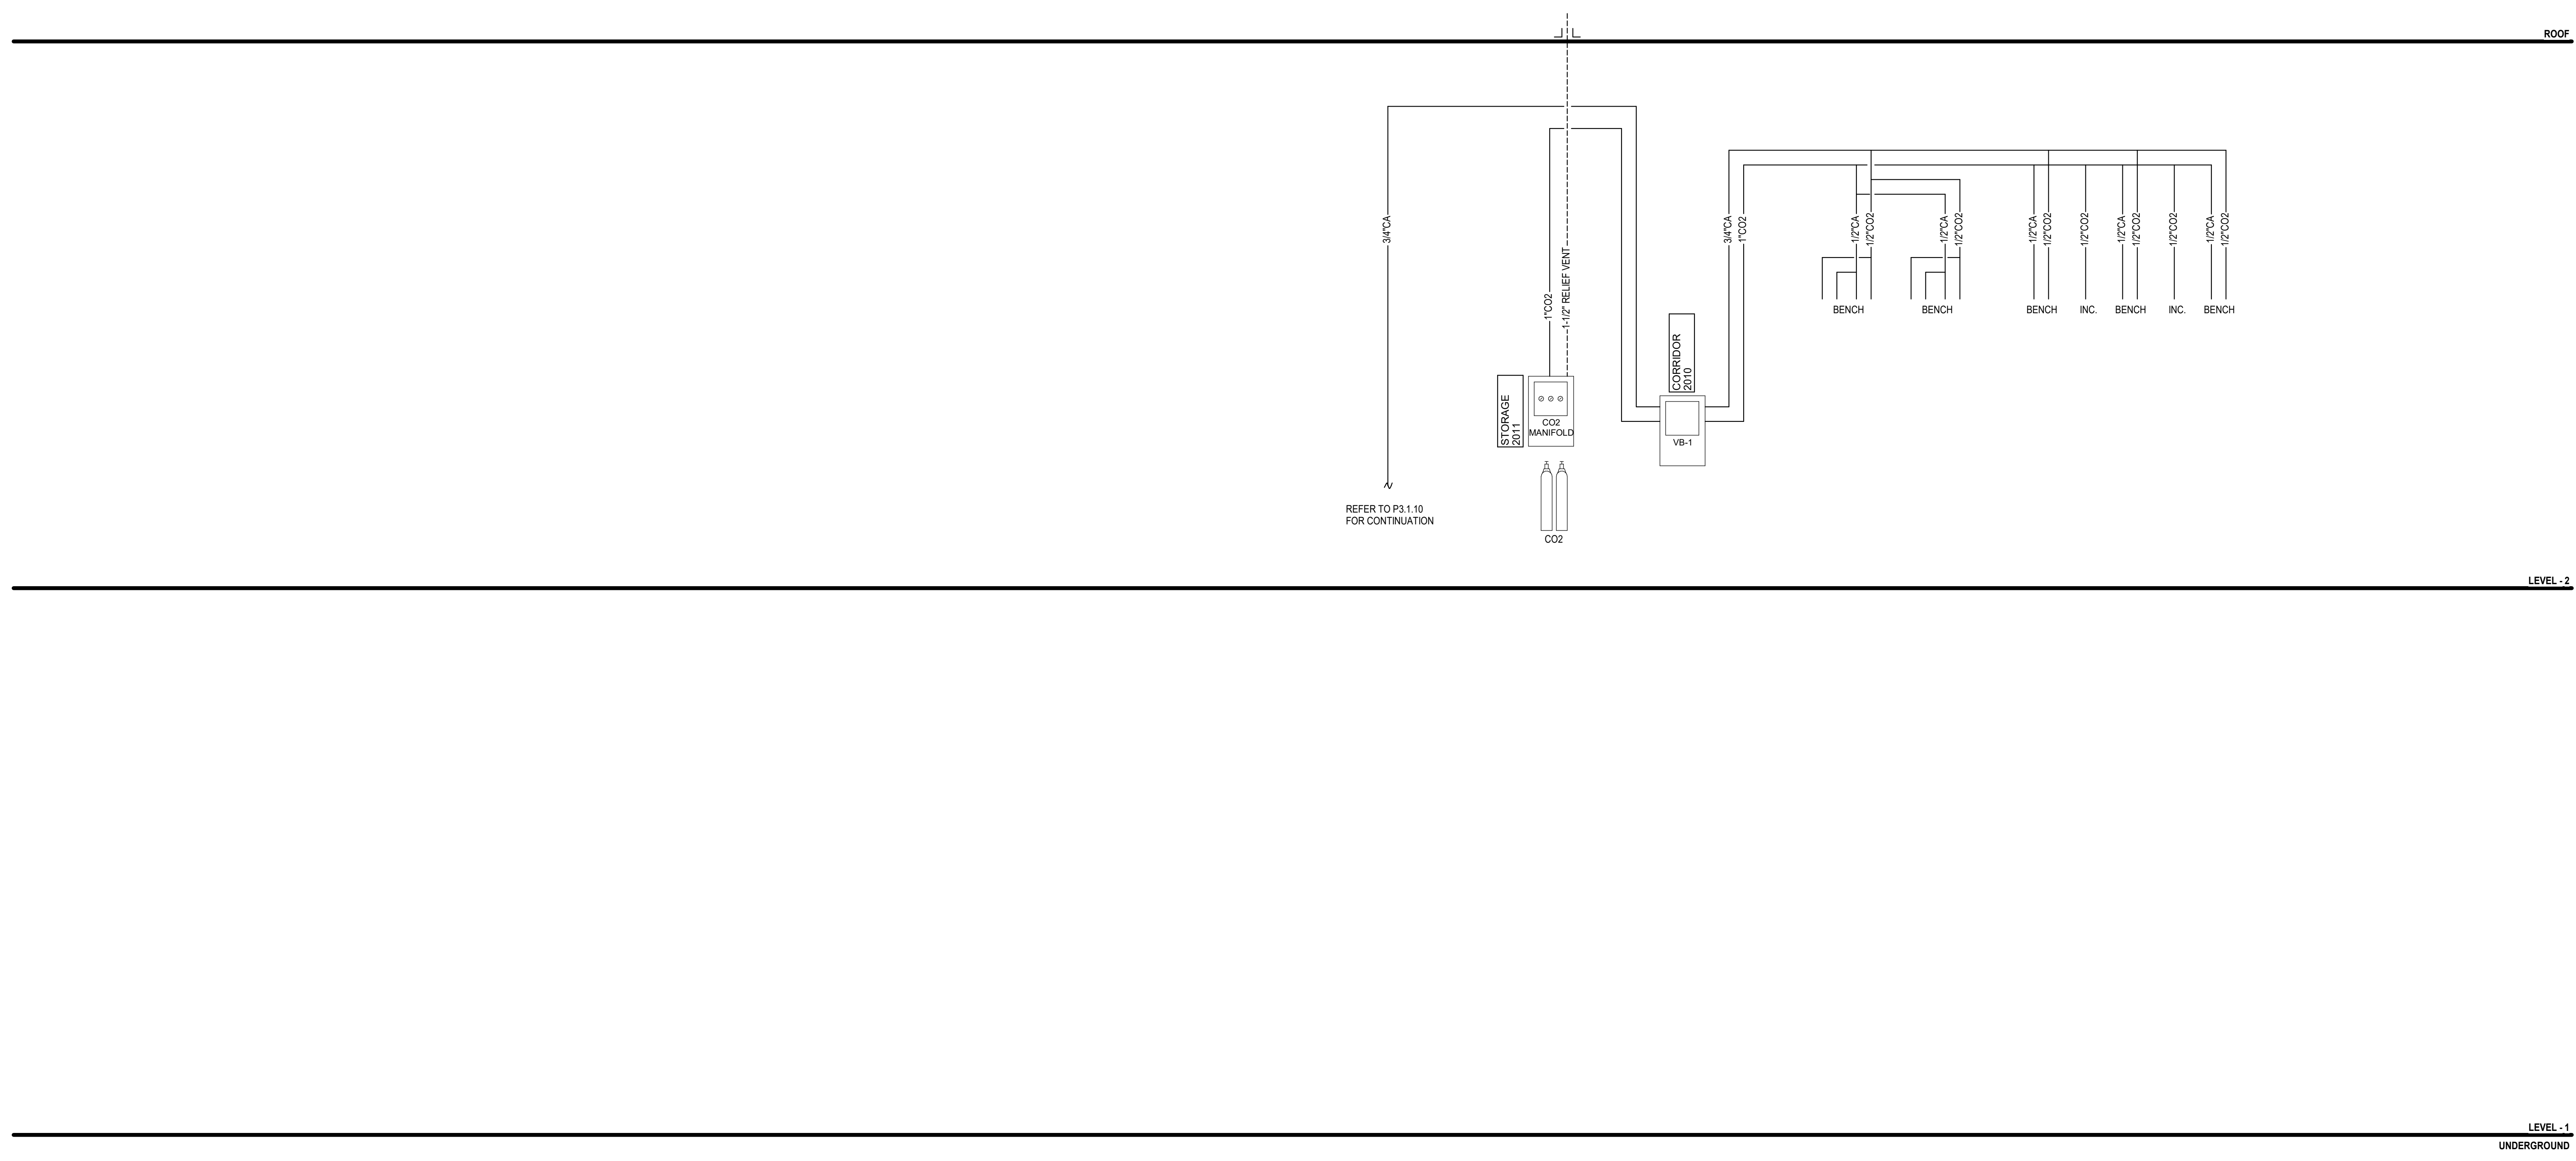 ROOF
3/4"CA
1"CO2
1-1/2" RELIEF VENT
3/4"CA
1"CO2
1/2"CA
1/2"CO2
1/2"CA
1/2"CO2
1/2"CA
1/2"CO2
1/2"CO2
1/2"CA
1/2"CO2
1/2"CO2
1/2"CA
1/2"CO2
BENCH
BENCH
BENCH
INC.
BENCH
INC.
BENCH
CORRIDOR
2010
STORAGE
2011
CO2
MANIFOLD
VB-1
REFER TO P3.1.10
FOR CONTINUATION
CO2
LEVEL - 2
LEVEL - 1
UNDERGROUND